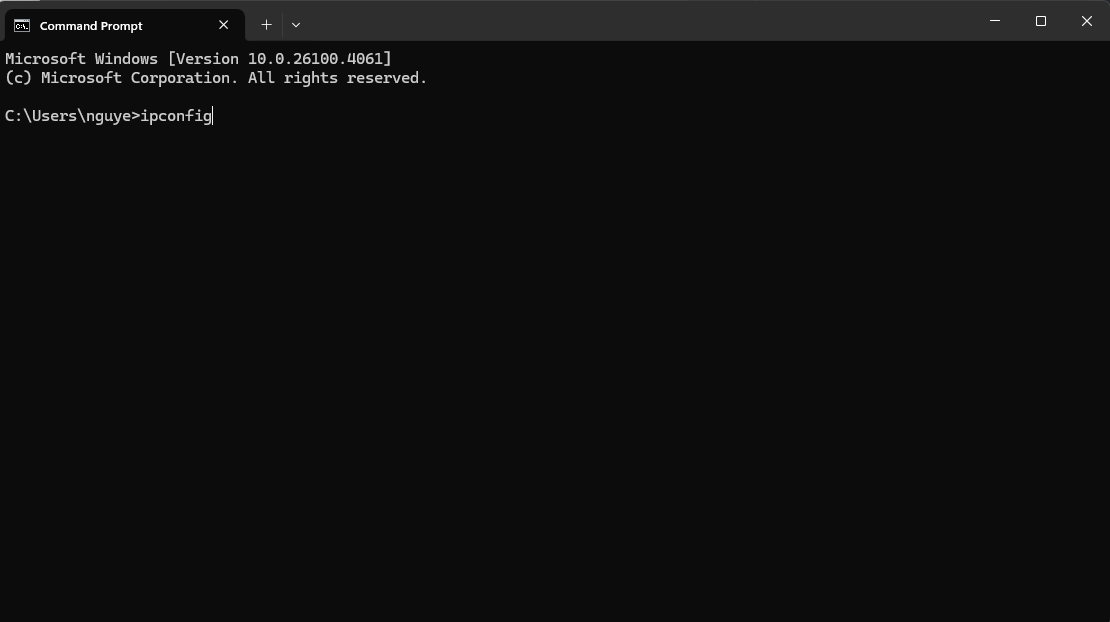 Command Prompt
Microsoft Windows [Version 10.0.26100.4061]
(c) Microsoft Corporation. All rights reserved.
C:\Users\nguye>ipconfig